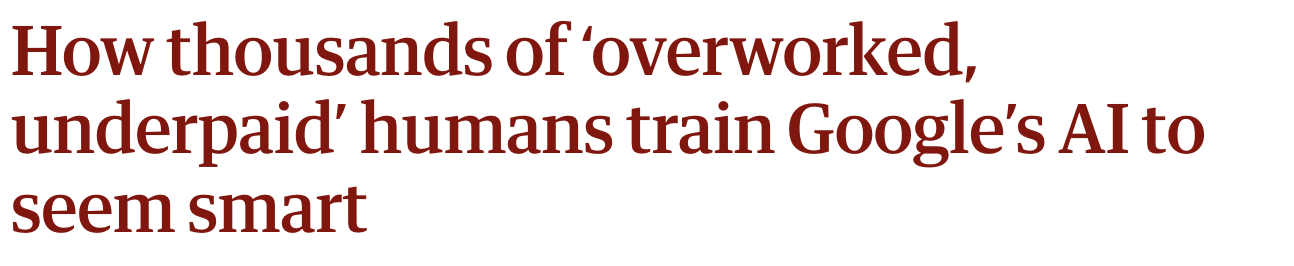 How thousands of ‘overworked,
underpaid’ humans train Google’s AI to
seem smart